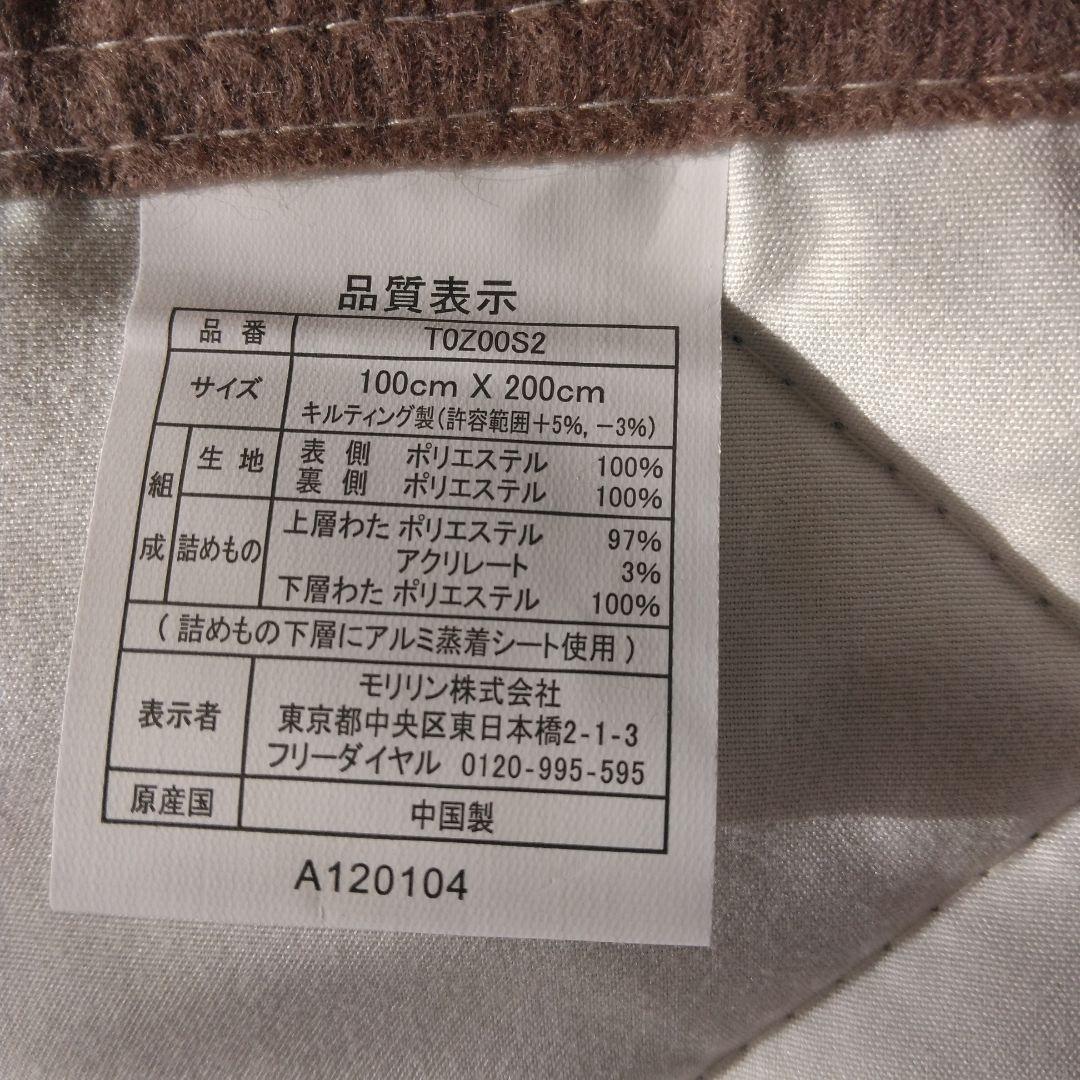 品質表示
品番 T0Z00S2
サイズ 100cm X 200cm
キルティング製(許容範囲+5%,-3%)
組成 生地 表側 ポリエステル 100%
裏側 ポリエステル 100%
詰めもの 上層わた ポリエステル 97%
アクリレート 3%
下層わた ポリエステル 100%
(詰めもの下層にアルミ蒸着シート使用)
表示者 モリリン株式会社
東京都中央区東日本橋2-1-3
フリーダイヤル 0120-995-595
原産国 中国製
A120104